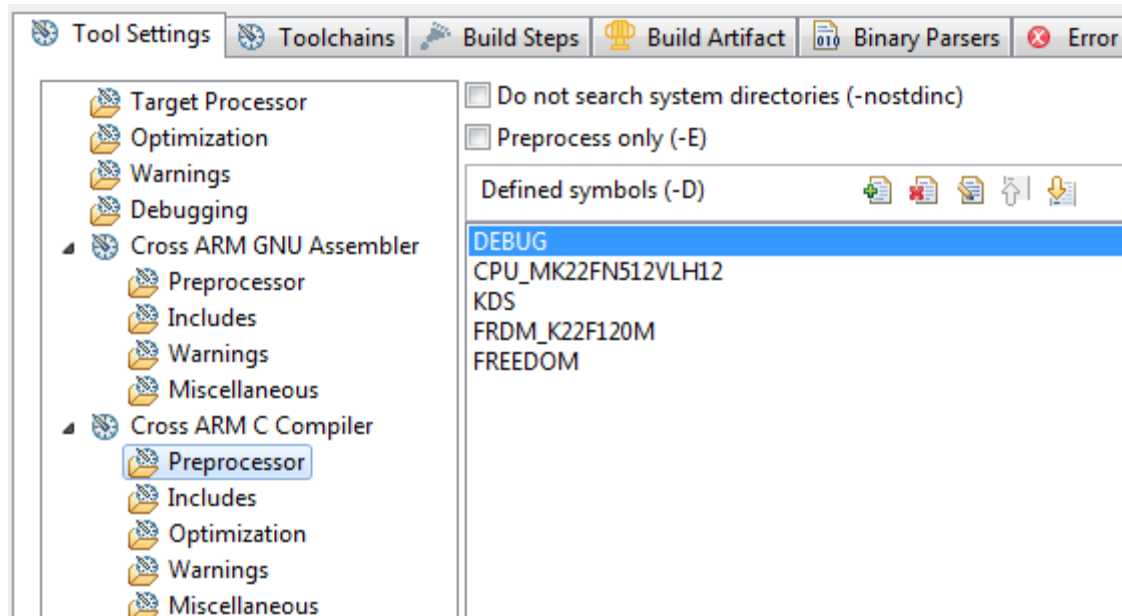 Tool Settings Toolchains Build Steps Build Artifact Binary Parsers Error
Target Processor
Optimization
Warnings
Debugging
Cross ARM GNU Assembler
Preprocessor
Includes
Warnings
Miscellaneous
Cross ARM C Compiler
Preprocessor
Includes
Optimization
Warnings
Miscellaneous
Do not search system directories (-nostdinc)
Preprocess only (-E)
Defined symbols (-D)
DEBUG
CPU_MK22FN512VLH12
KDS
FRDM_K22F120M
FREEDOM